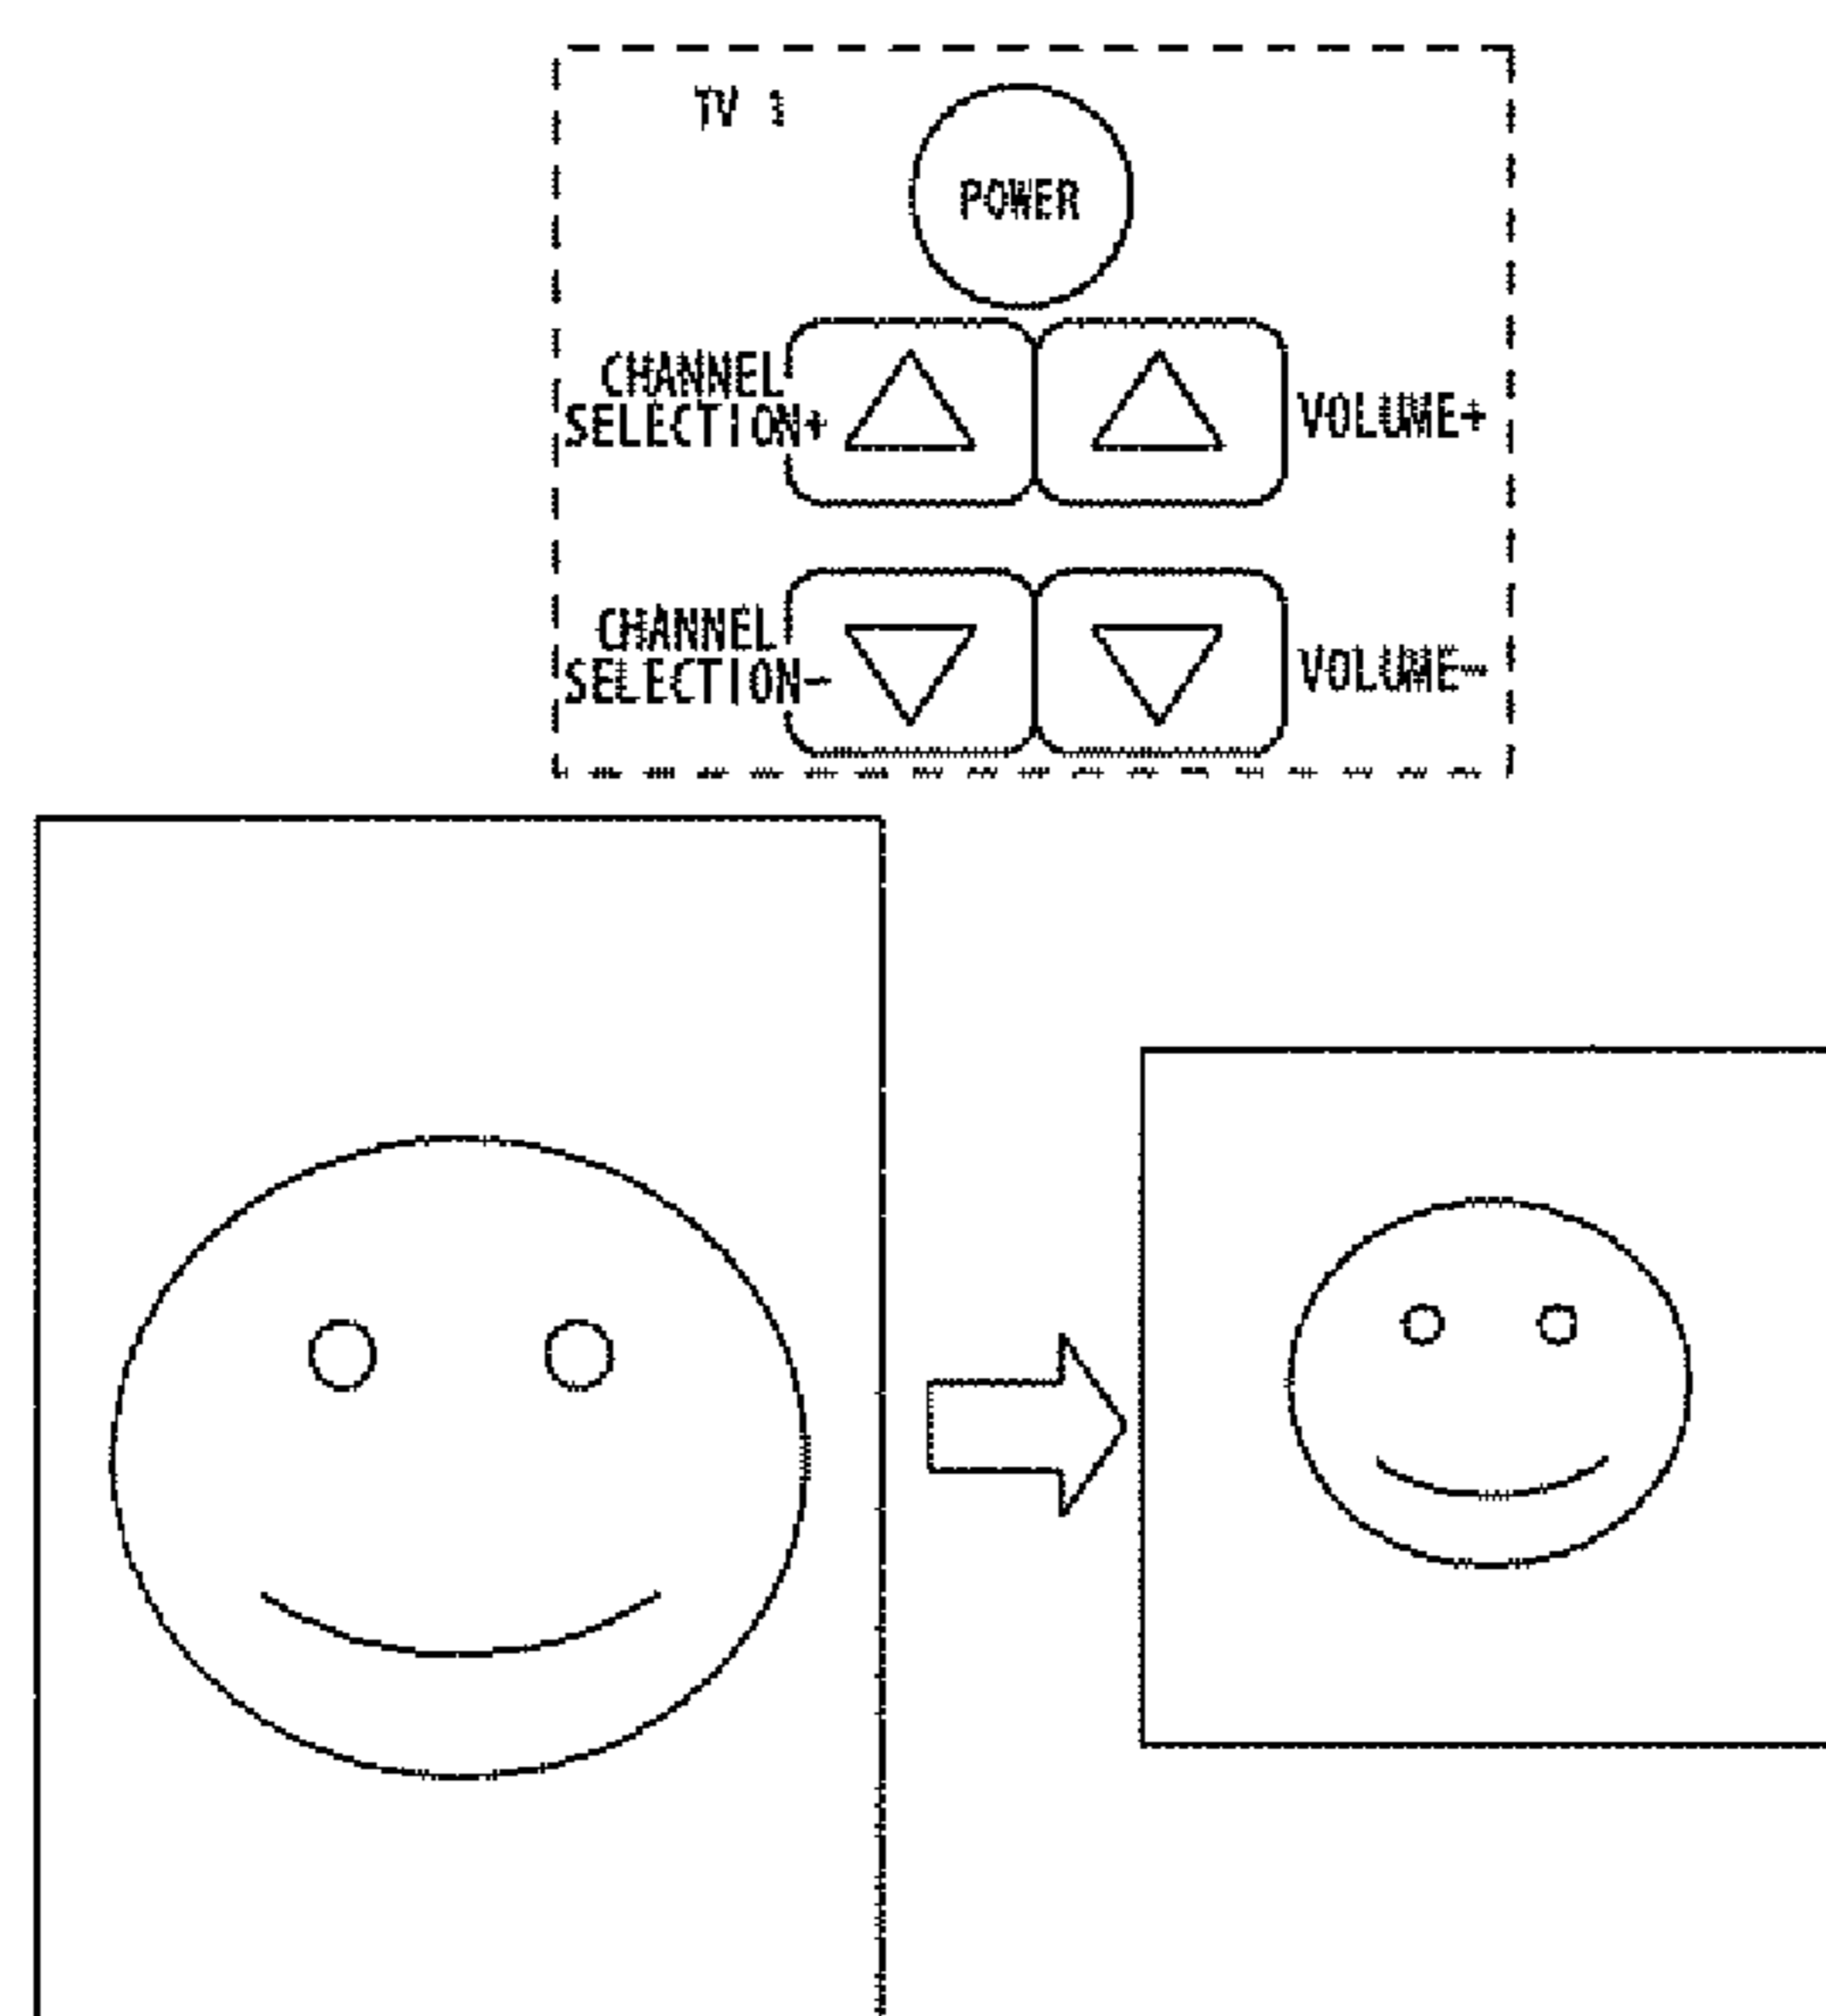 TV 1
POWER
CHANNEL
SELECTION+
VOLUME+
CHANNEL
SELECTION-
VOLUME-